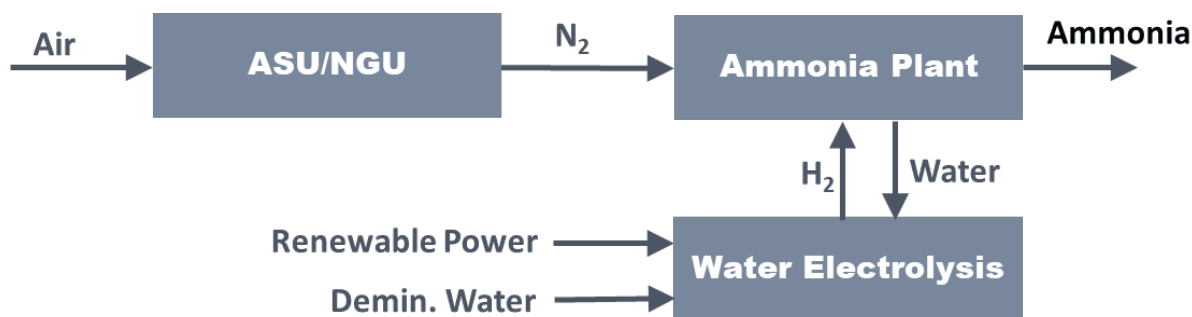 Air
ASU/NGU
N₂
Ammonia Plant
Ammonia
H₂
Water
Renewable Power
Water Electrolysis
Demin. Water